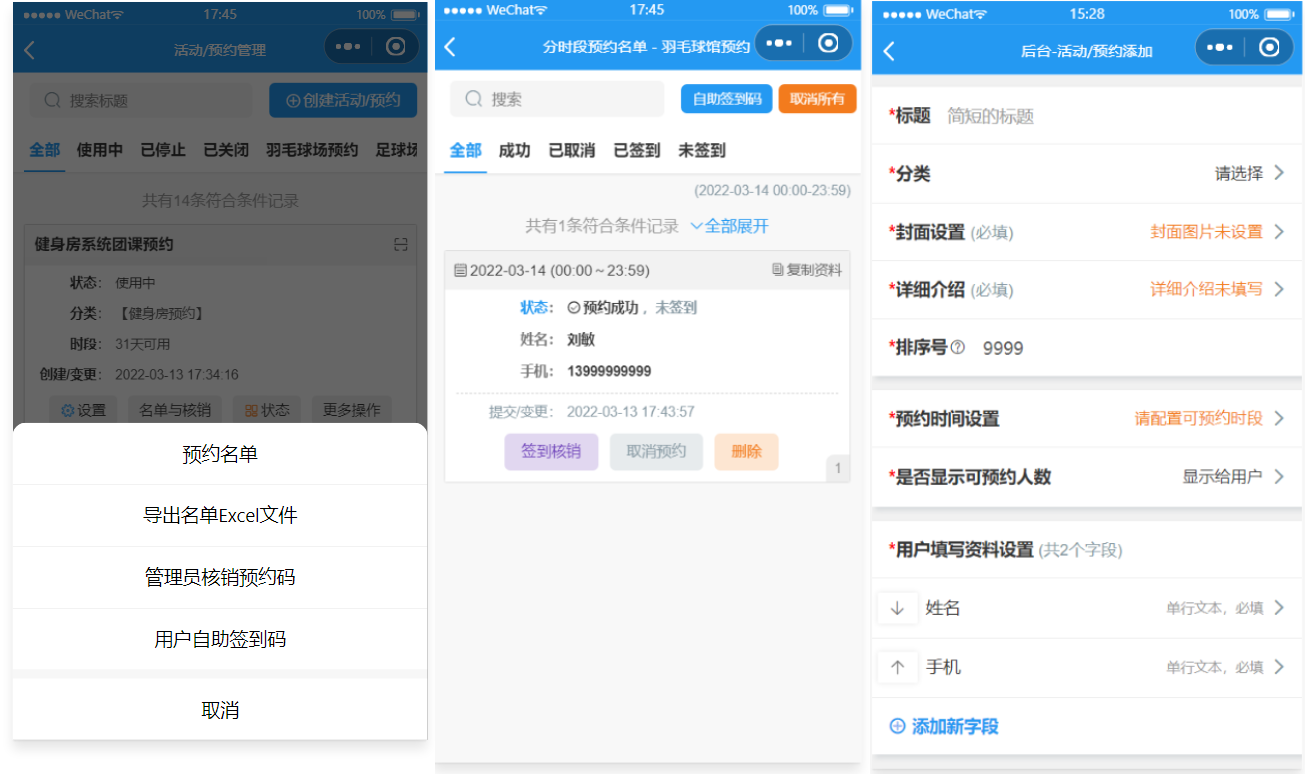 WeChat 17:45 100%
活动/预约管理
搜索标题 创建活动/预约
全部 使用中 已停止 已关闭 羽毛球场预约 足球场
共有14条符合条件记录
健身房系统团课预约
状态： 使用中
分类： 【健身房预约】
时段： 31天可用
创建/变更： 2022-03-13 17:34:16
设置 名单与核销 状态 更多操作
预约名单
导出名单Excel文件
管理员核销预约码
用户自助签到码
取消
WeChat 17:45 100%
分时段预约名单 - 羽毛球馆预约
搜索 自助签到码 取消所有
全部 成功 已取消 已签到 未签到
(2022-03-14 00:00-23:59)
共有1条符合条件记录 全部展开
2022-03-14 (00:00～23:59) 复制资料
状态： 预约成功 ，未签到
姓名： 刘敏
手机： 13999999999
提交/变更： 2022-03-13 17:43:57
签到核销 取消预约 删除
1
WeChat 15:28 100%
后台-活动/预约添加
*标题 简短的标题
*分类 请选择
*封面设置 (必填) 封面图片未设置
*详细介绍 (必填) 详细介绍未填写
*排序号 9999
*预约时间设置 请配置可预约时段
*是否显示可预约人数 显示给用户
*用户填写资料设置 (共2个字段)
姓名 单行文本，必填
手机 单行文本，必填
添加新字段